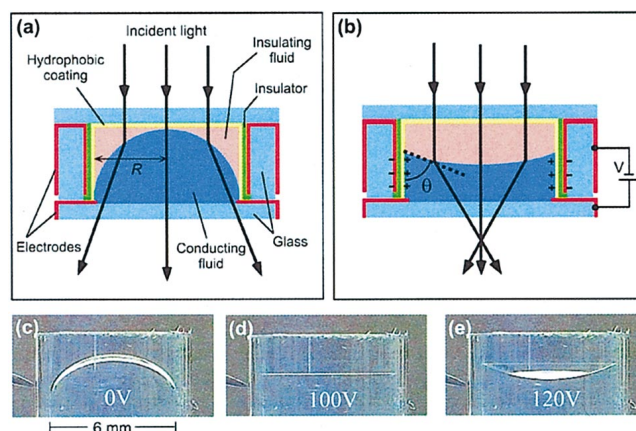 (a)
Incident light
Hydrophobic
coating
Insulating
fluid
Insulator
R
Electrodes
Conducting
fluid
Glass
(b)
θ
V
+
+
+
+
-
-
-
-
(c)
0V
6 mm
(d)
100V
(e)
120V